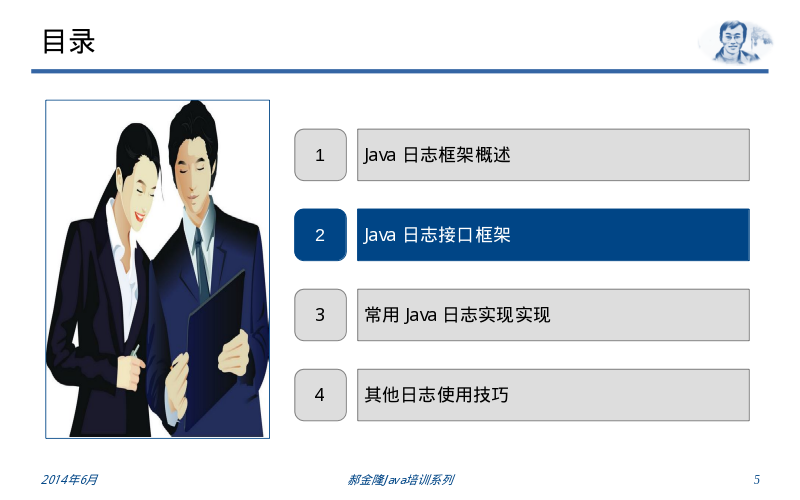 目录
1
Java 日志框架概述
2
Java 日志接口框架
3
常用 Java 日志实现实现
4
其他日志使用技巧
2014年6月
郝金隆Java培训系列
5